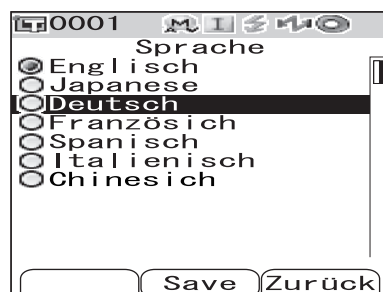 0001 M I
Sprache
Englisch
Japanese
Deutsch
Französich
Spanisch
Italienisch
Chinesich
Save Zurück